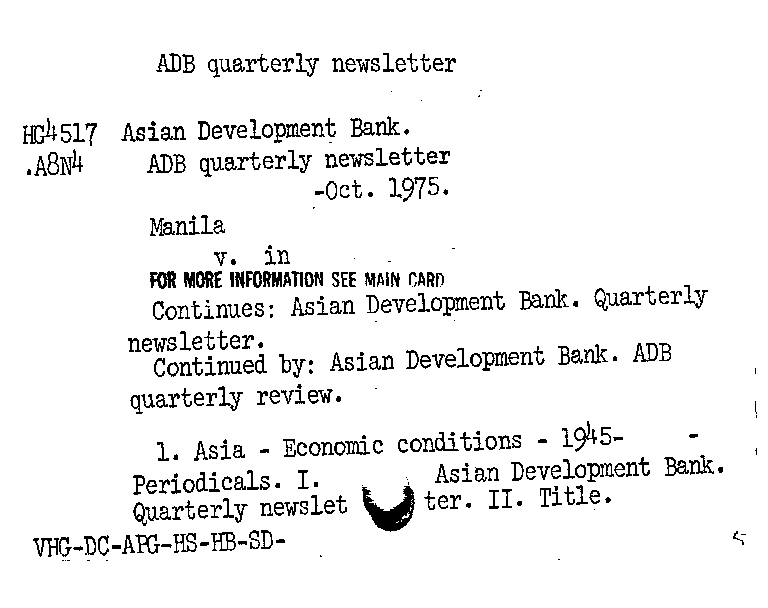 ADB quarterly newsletter
HG4517 Asian Development Bank.
.A8N4 ADB quarterly newsletter
-Oct. 1975.
Manila
v. in
FOR MORE INFORMATION SEE MAIN CARD
Continues: Asian Development Bank. Quarterly
newsletter.
Continued by: Asian Development Bank. ADB
quarterly review.
1. Asia - Economic conditions - 1945- -
Periodicals. I. Asian Development Bank.
Quarterly newslet ter. II. Title.
VHG-DC-APG-HS-HB-SD-